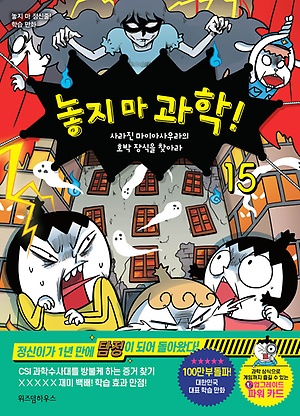 놓지 마 정신줄!
학습 만화
놓지 마 과학!
사라진 마이아사우라의
호박 장식을 찾아라
15
정신이가 1년 만에 탐정이 되어 돌아왔다!
CSI 과학수사대를 방불케 하는 증거 찾기
×××××재미 백배! 학습 효과 만점!
위즈덤하우스
★★★★★
100만 부 돌파!
대한민국
대표 학습 만화
과학 상식으로
게임까지 즐길 수 있는
업그레이드
파워 카드